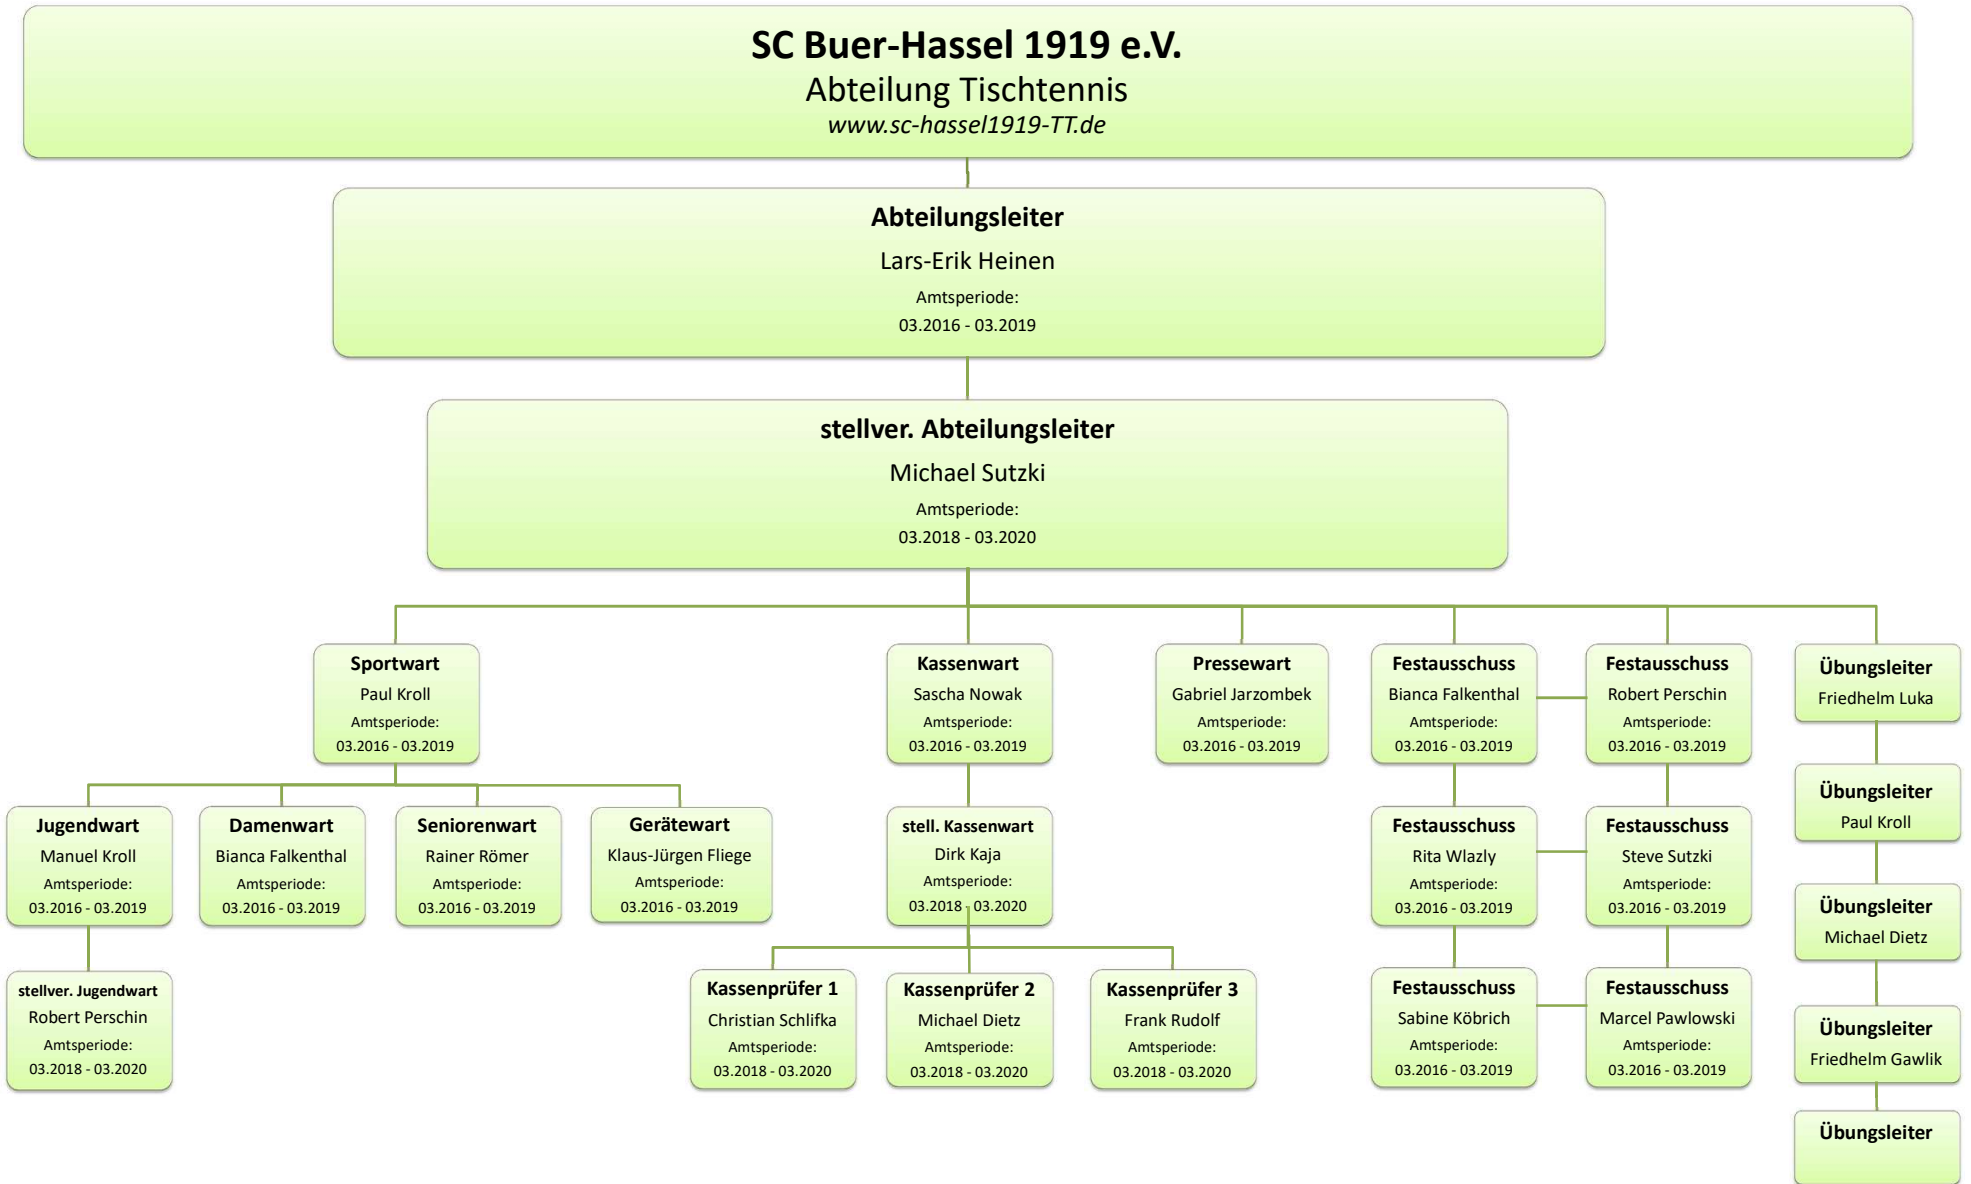 SC Buer-Hassel 1919 e.V.
Abteilung Tischtennis
www.sc-hassel1919-TT.de
Abteilungsleiter
Lars-Erik Heinen
Amtsperiode:
03.2016 - 03.2019
stellver. Abteilungsleiter
Michael Sutzki
Amtsperiode:
03.2018 - 03.2020
Sportwart
Paul Kroll
Amtsperiode:
03.2016 - 03.2019
Kassenwart
Sascha Nowak
Amtsperiode:
03.2016 - 03.2019
Pressewart
Gabriel Jarzombek
Amtsperiode:
03.2016 - 03.2019
Festausschuss
Bianca Falkenthal
Amtsperiode:
03.2016 - 03.2019
Festausschuss
Robert Perschin
Amtsperiode:
03.2016 - 03.2019
Übungsleiter
Friedhelm Luka
Übungsleiter
Paul Kroll
Jugendwart
Manuel Kroll
Amtsperiode:
03.2016 - 03.2019
Damenwart
Bianca Falkenthal
Amtsperiode:
03.2016 - 03.2019
Seniorenwart
Rainer Römer
Amtsperiode:
03.2016 - 03.2019
Gerätewart
Klaus-Jürgen Fliege
Amtsperiode:
03.2016 - 03.2019
stell. Kassenwart
Dirk Kaja
Amtsperiode:
03.2018 - 03.2020
Festausschuss
Rita Wlazly
Amtsperiode:
03.2016 - 03.2019
Festausschuss
Steve Sutzki
Amtsperiode:
03.2016 - 03.2019
Übungsleiter
Michael Dietz
stellver. Jugendwart
Robert Perschin
Amtsperiode:
03.2018 - 03.2020
Kassenprüfer 1
Christian Schlifka
Amtsperiode:
03.2018 - 03.2020
Kassenprüfer 2
Michael Dietz
Amtsperiode:
03.2018 - 03.2020
Kassenprüfer 3
Frank Rudolf
Amtsperiode:
03.2018 - 03.2020
Festausschuss
Sabine Köbrich
Amtsperiode:
03.2016 - 03.2019
Festausschuss
Marcel Pawlowski
Amtsperiode:
03.2016 - 03.2019
Übungsleiter
Friedhelm Gawlik
Übungsleiter